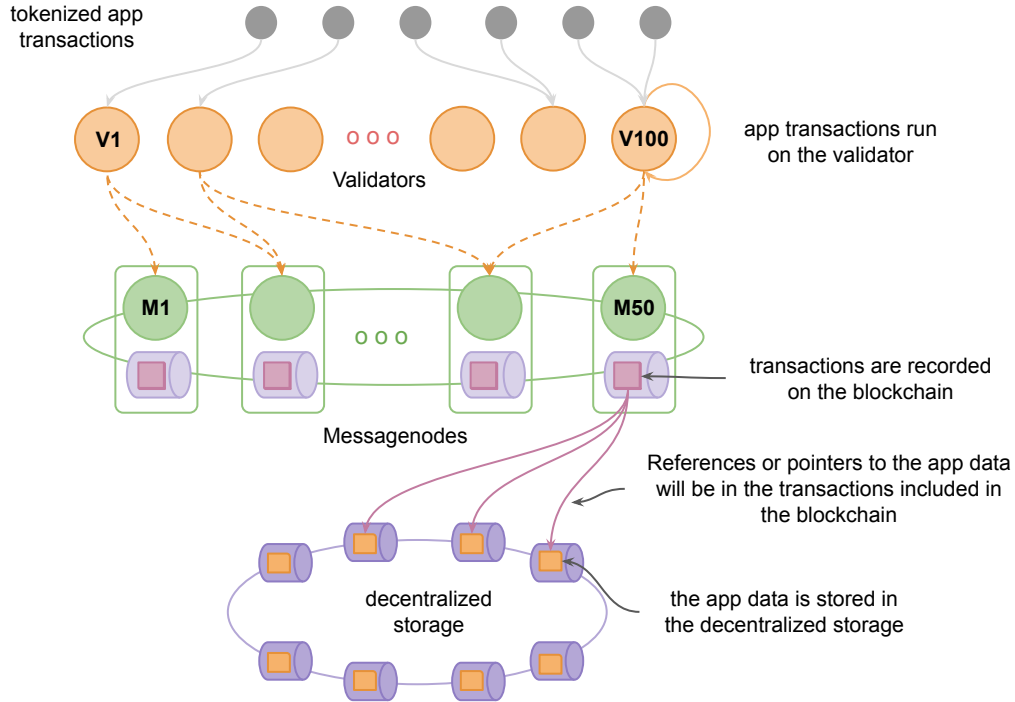 tokenized app
transactions
V1
o o o
V100
app transactions run
on the validator
Validators
M1
o o o
M50
transactions are recorded
on the blockchain
Messagenodes
References or pointers to the app data
will be in the transactions included in
the blockchain
decentralized
storage
the app data is stored in
the decentralized storage